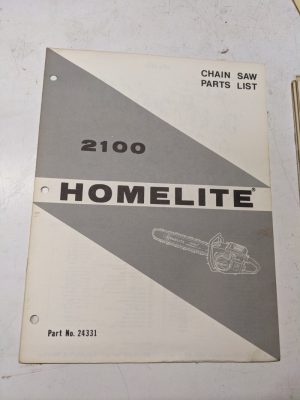 CHAIN SAW
PARTS LIST
2100
HOMELITE®
Part No. 24331